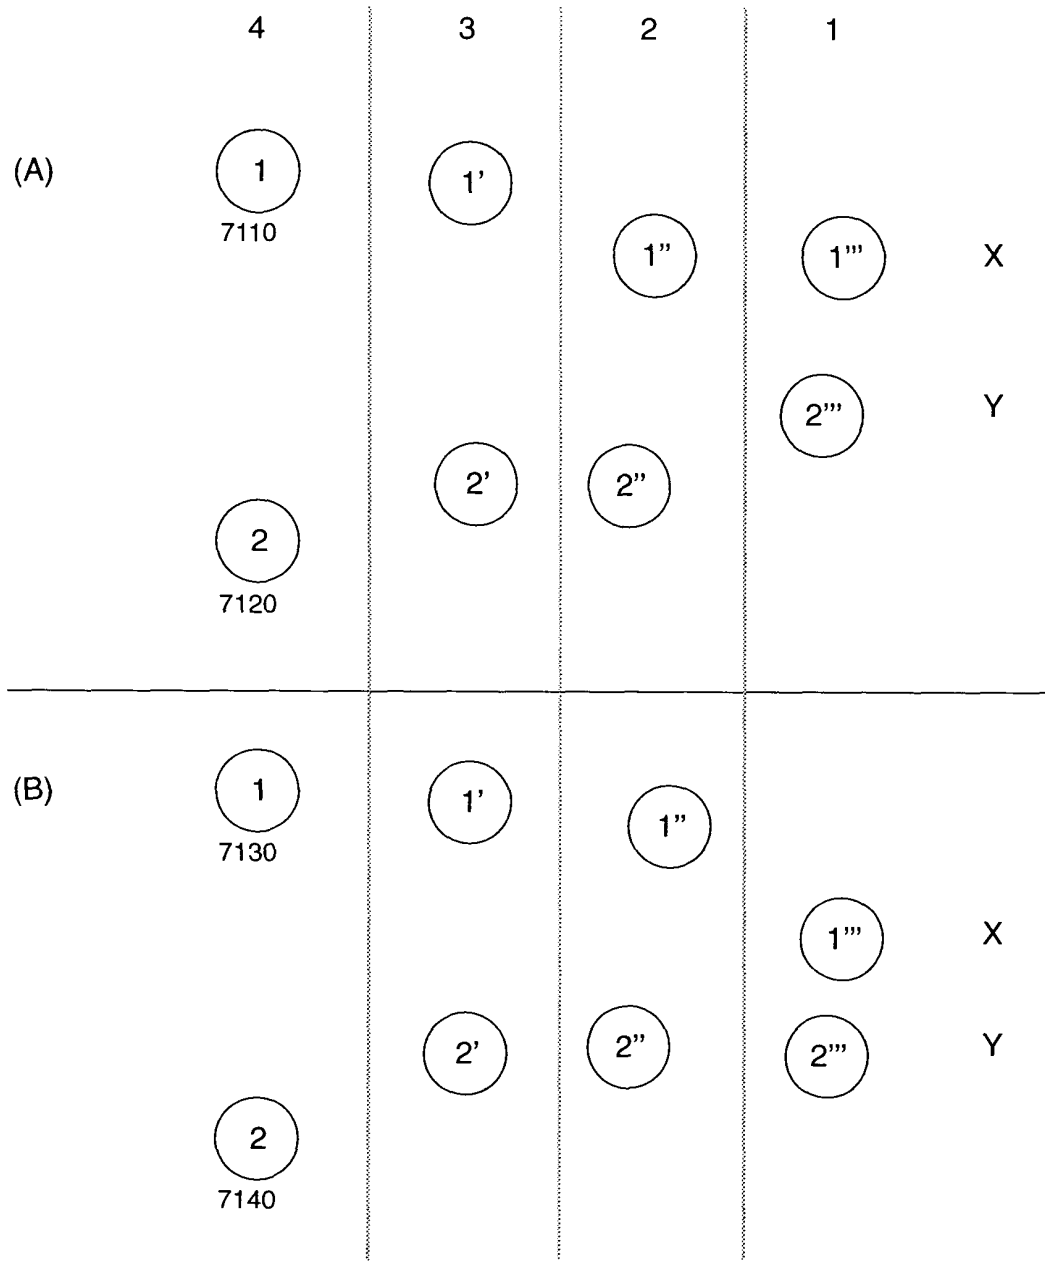 4 3 2 1
(A) 1 1’
7110
1” 1”’ X
2”’ Y
2’ 2”
2
7120
(B) 1 1’ 1”
7130
1”’ X
2’ 2” 2”’ Y
2
7140